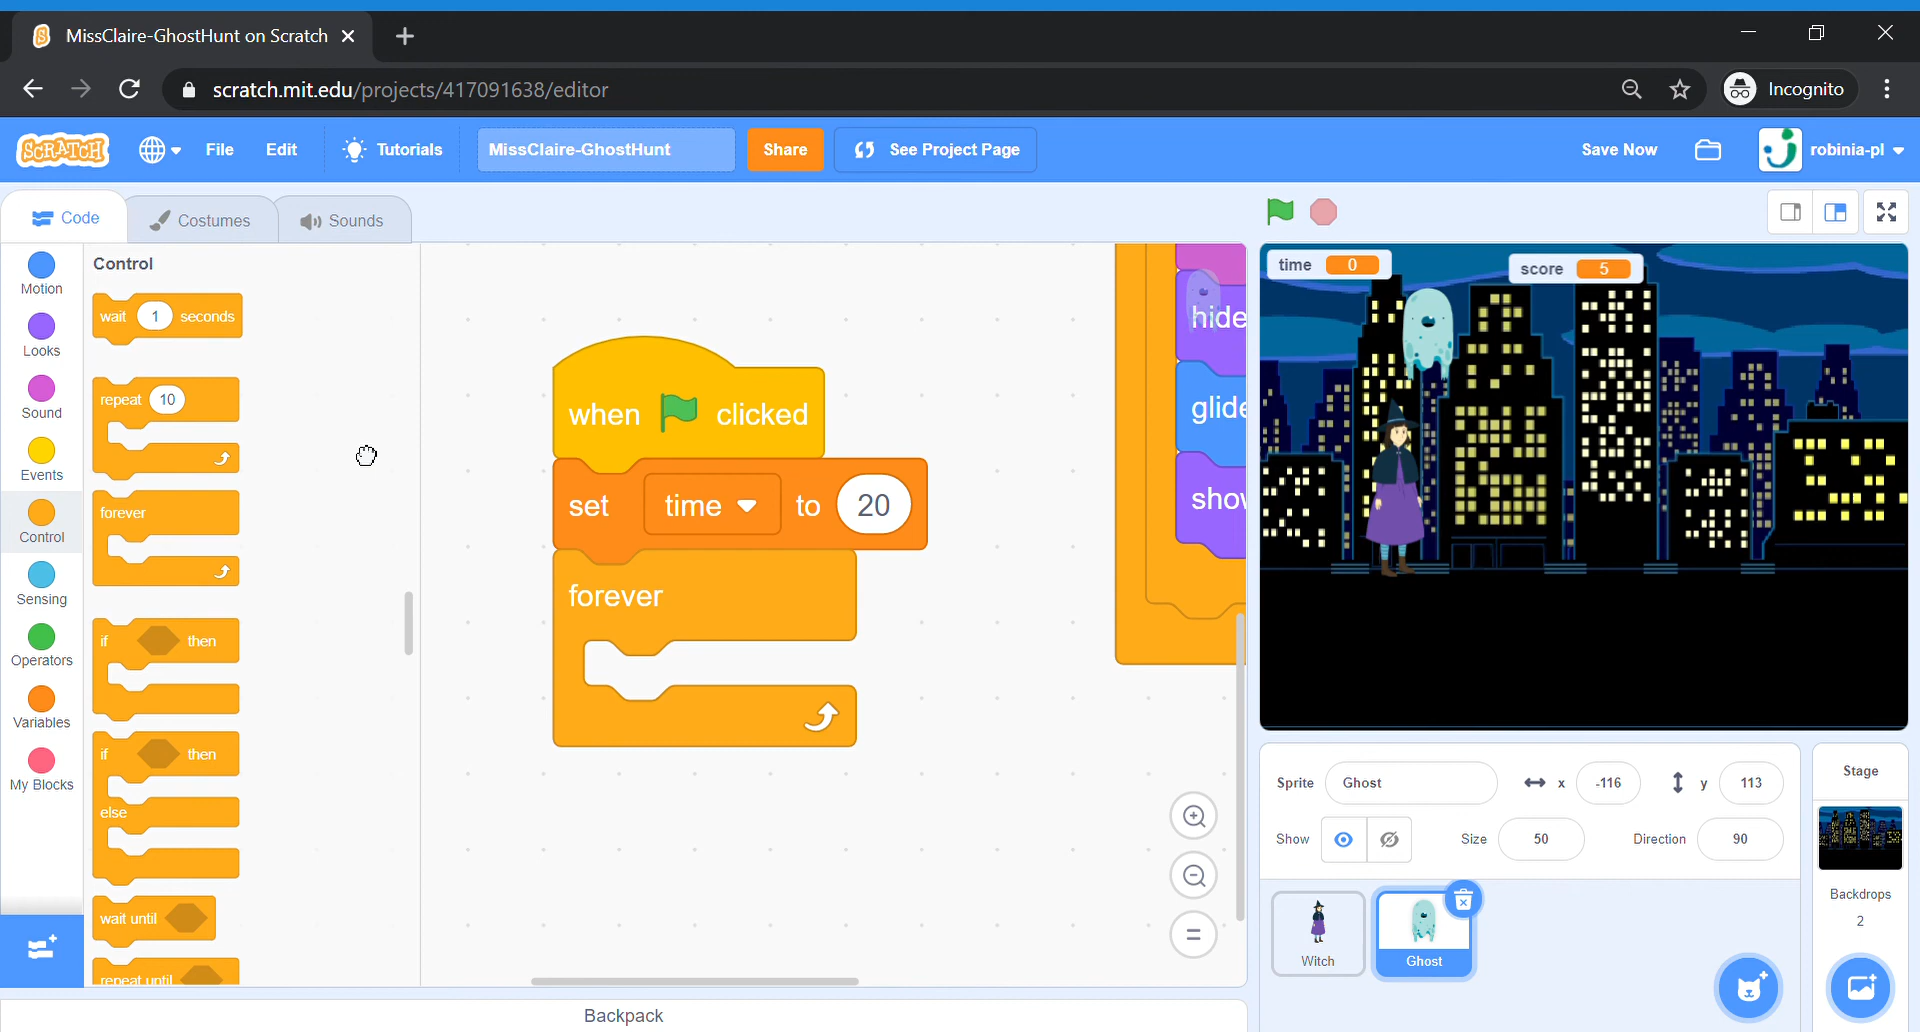 MissClaire-GhostHunt on Scratch
scratch.mit.edu/projects/417091638/editor
Incognito
SCRATCH
File
Edit
Tutorials
MissClaire-GhostHunt
Share
See Project Page
Save Now
robinia-pl
Code
Costumes
Sounds
Motion
Looks
Sound
Events
Control
Sensing
Operators
Variables
My Blocks
Control
wait 1 seconds
repeat 10
forever
if then
if then
else
wait until
repeat until
when clicked
set time to 20
forever
hide
glide
show
time 0
score 5
Sprite Ghost x -116 y 113
Show Size 50 Direction 90
Witch
Ghost
Stage
Backdrops
2
Backpack